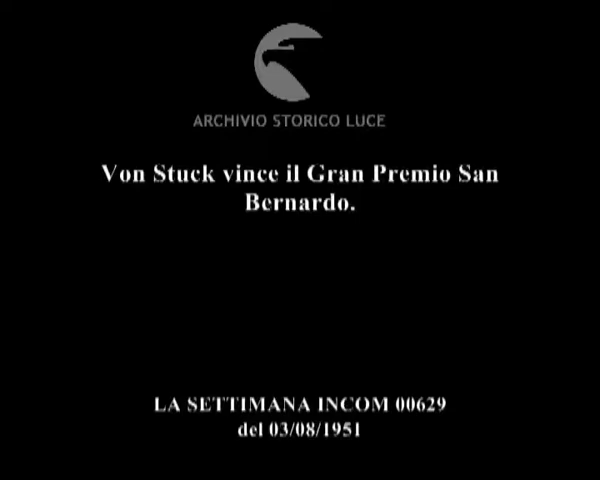 ARCHIVIO STORICO LUCE
Von Stuck vince il Gran Premio San
Bernardo.
LA SETTIMANA INCOM 00629
del 03/08/1951